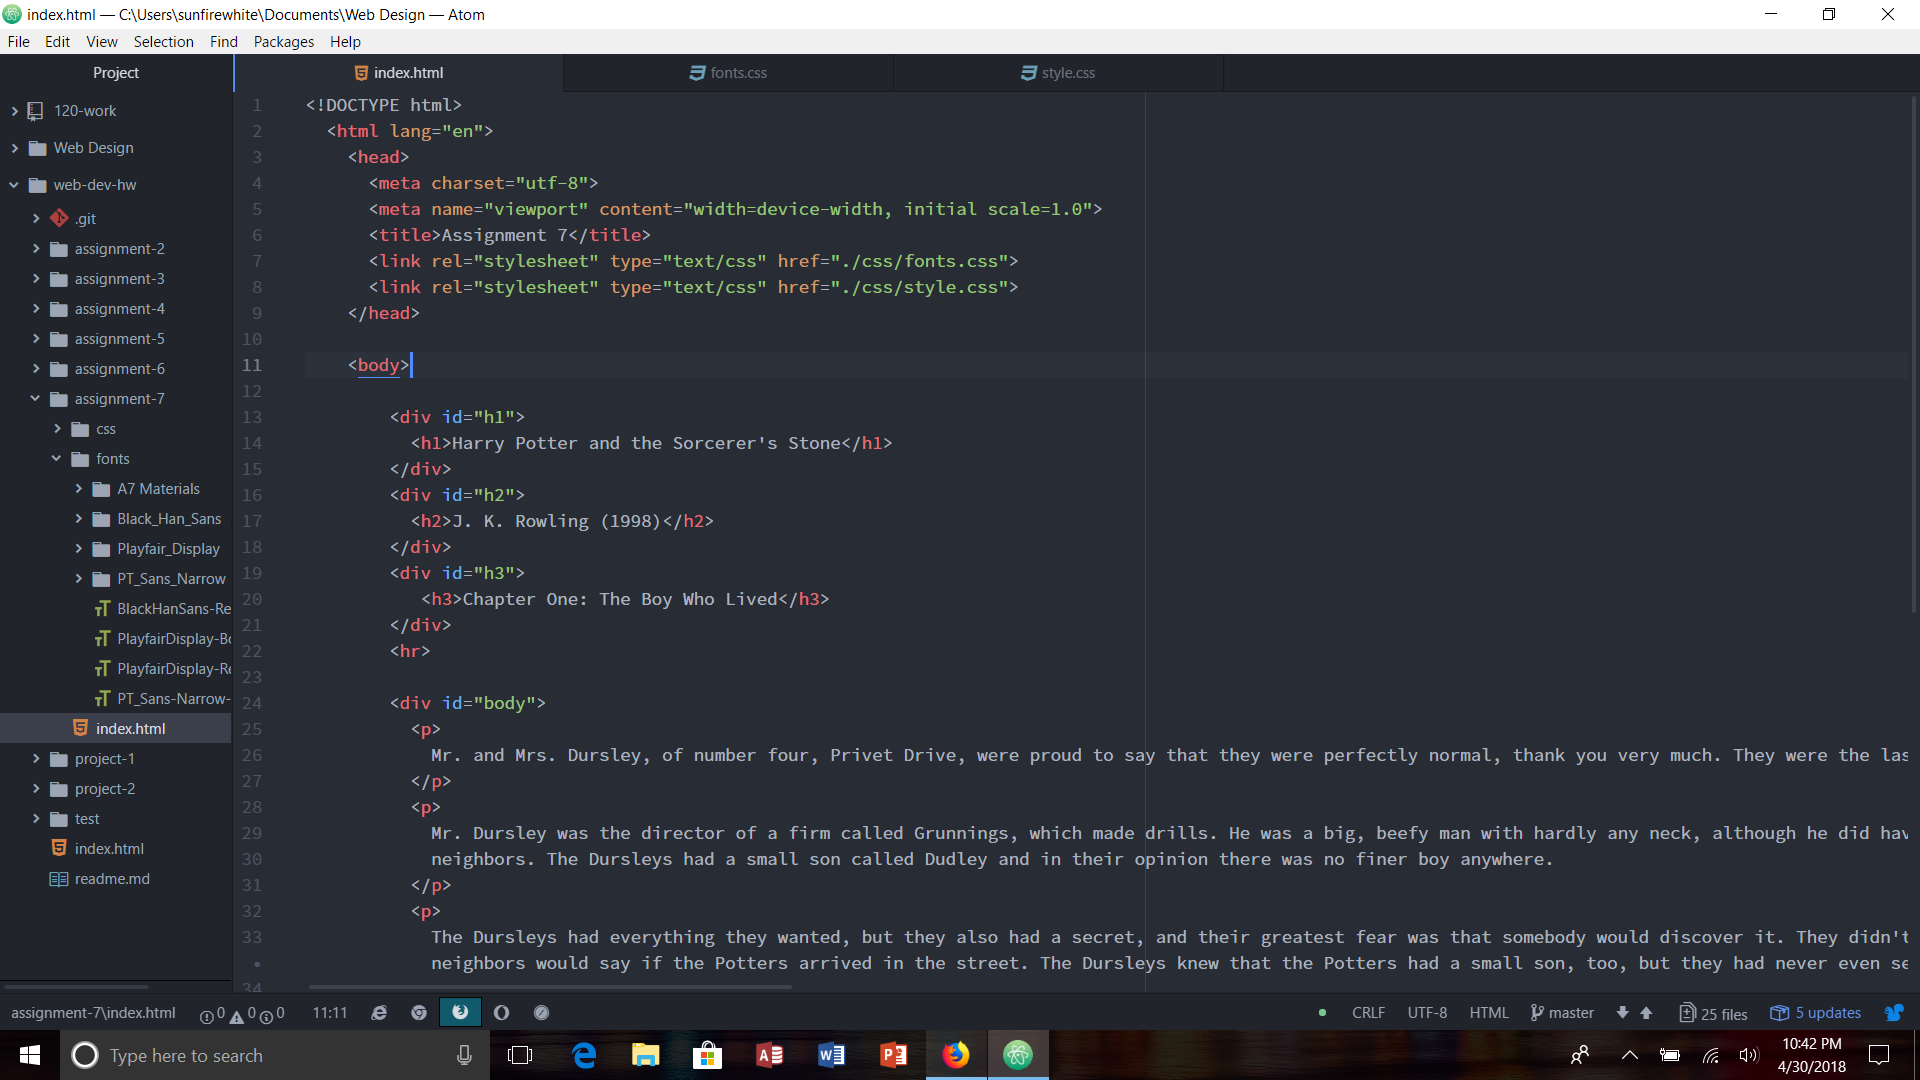 index.html — C:\Users\sunfirewhite\Documents\Web Design — Atom
File Edit View Selection Find Packages Help
Project
120-work
Web Design
web-dev-hw
.git
assignment-2
assignment-3
assignment-4
assignment-5
assignment-6
assignment-7
css
fonts
A7 Materials
Black_Han_Sans
Playfair_Display
PT_Sans_Narrow
BlackHanSans-Re
PlayfairDisplay-Bo
PlayfairDisplay-Re
PT_Sans-Narrow-
index.html
project-1
project-2
test
index.html
readme.md
index.html fonts.css style.css
1 <!DOCTYPE html>
2 <html lang="en">
3 <head>
4 <meta charset="utf-8">
5 <meta name="viewport" content="width=device-width, initial scale=1.0">
6 <title>Assignment 7</title>
7 <link rel="stylesheet" type="text/css" href="./css/fonts.css">
8 <link rel="stylesheet" type="text/css" href="./css/style.css">
9 </head>
10
11 <body>
12
13 <div id="h1">
14 <h1>Harry Potter and the Sorcerer's Stone</h1>
15 </div>
16 <div id="h2">
17 <h2>J. K. Rowling (1998)</h2>
18 </div>
19 <div id="h3">
20 <h3>Chapter One: The Boy Who Lived</h3>
21 </div>
22 <hr>
23
24 <div id="body">
25 <p>
26 Mr. and Mrs. Dursley, of number four, Privet Drive, were proud to say that they were perfectly normal, thank you very much. They were the las
27 </p>
28 <p>
29 Mr. Dursley was the director of a firm called Grunnings, which made drills. He was a big, beefy man with hardly any neck, although he did hav
30 neighbors. The Dursleys had a small son called Dudley and in their opinion there was no finer boy anywhere.
31 </p>
32 <p>
33 The Dursleys had everything they wanted, but they also had a secret, and their greatest fear was that somebody would discover it. They didn't
• neighbors would say if the Potters arrived in the street. The Dursleys knew that the Potters had a small son, too, but they had never even se
34
assignment-7\index.html 0 0 0 11:11 CRLF UTF-8 HTML master 25 files 5 updates
Type here to search
10:42 PM
4/30/2018